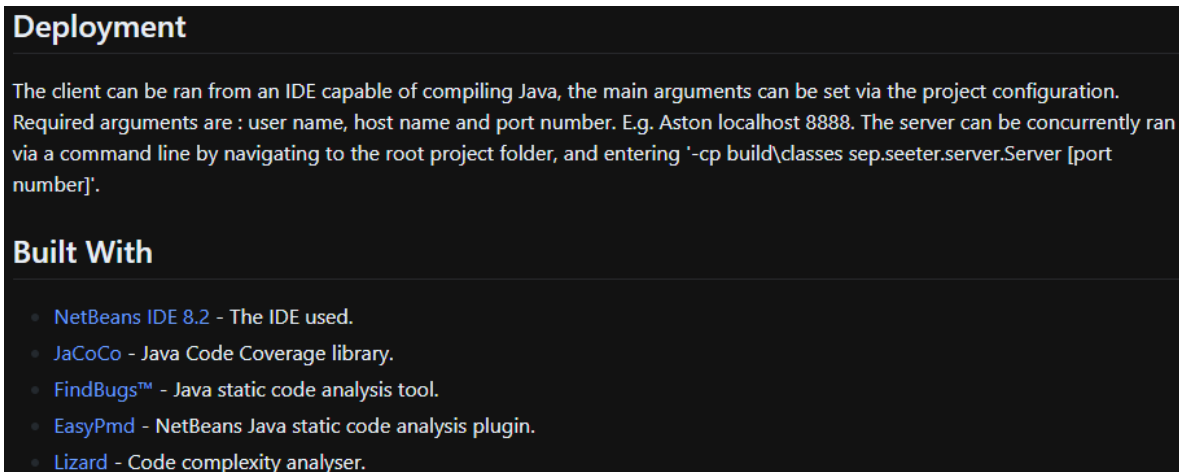 Deployment
The client can be ran from an IDE capable of compiling Java, the main arguments can be set via the project configuration.
Required arguments are : user name, host name and port number. E.g. Aston localhost 8888. The server can be concurrently ran
via a command line by navigating to the root project folder, and entering '-cp build\classes sep.seeter.server.Server [port
number]'.
Built With
NetBeans IDE 8.2 - The IDE used.
JaCoCo - Java Code Coverage library.
FindBugs™ - Java static code analysis tool.
EasyPmd - NetBeans Java static code analysis plugin.
Lizard - Code complexity analyser.